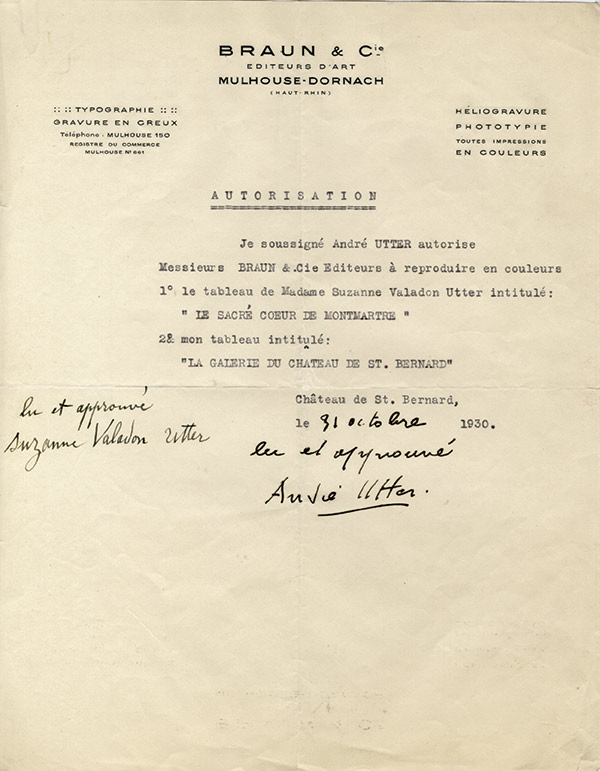 BRAUN & Cie
EDITEURS D'ART
MULHOUSE-DORNACH
(HAUT-RHIN)
:: :: TYPOGRAPHIE :: ::
GRAVURE EN CREUX
Téléphone : MULHOUSE 150
REGISTRE DU COMMERCE
MULHOUSE. Nº 661
HÉLIOGRAVURE
PHOTOTYPIE
TOUTES IMPRESSIONS
EN COULEURS
AUTORISATION
Je soussigné André UTTER autorise
Messieurs BRAUN & .Cie Editeurs à reproduire en couleurs
1° le tableau de Madame Suzanne Valadon Utter intitulé:
" LE SACRÉ COEUR DE MONTMARTRE "
2& mon tableau intitulé:
"LA GALERIE DU CHATEAU DE ST. BERNARD"
Château de St. Bernard,
le 31 octobre 1930.
lu et approuvé
Suzanne Valadon Utter
lu et approuvé
André Utter.